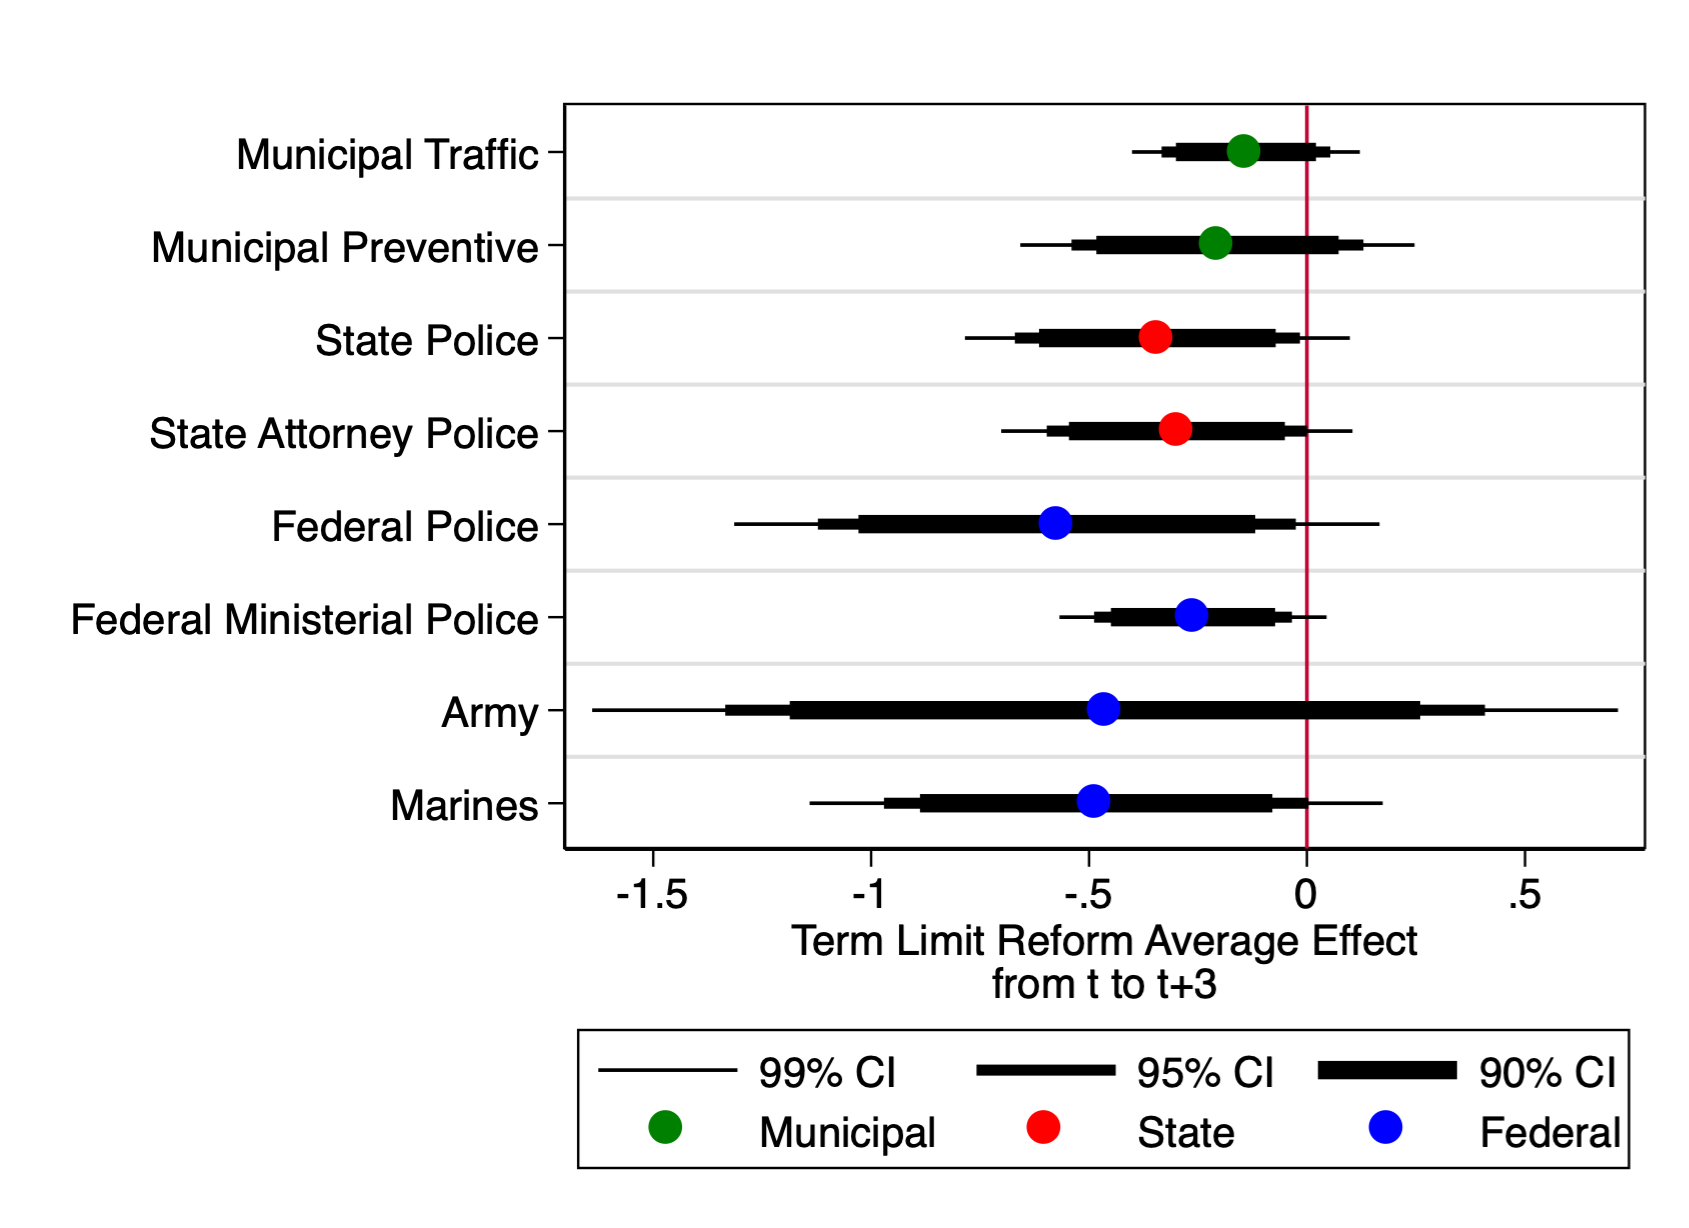 Municipal Traffic
Municipal Preventive
State Police
State Attorney Police
Federal Police
Federal Ministerial Police
Army
Marines
-1.5 -1 -.5 0 .5
Term Limit Reform Average Effect
from t to t+3
99% CI 95% CI 90% CI
Municipal State Federal